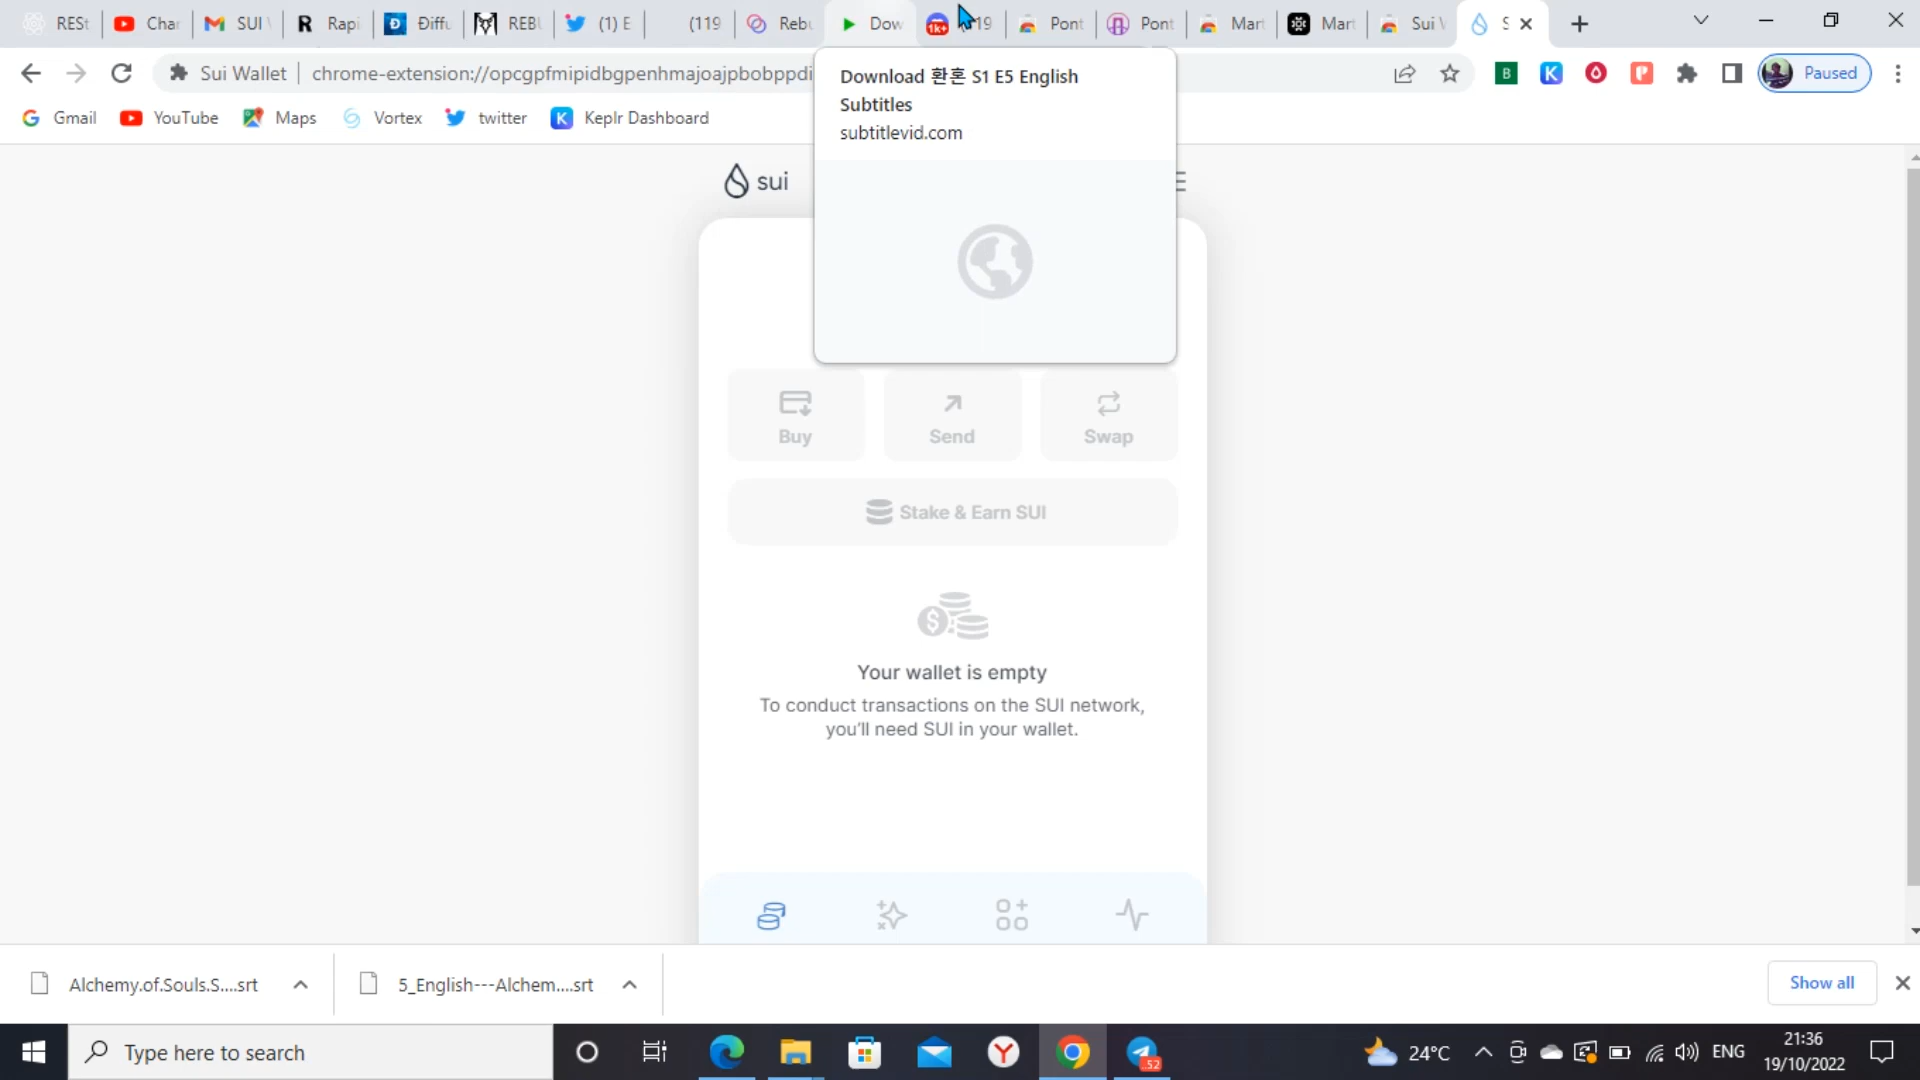 RESt
Char
SUI
Rapi
Diffu
REBU
(1) E
(119
Rebu
Dow
19
Pont
Pont
Mart
Mart
Sui
S
Sui Wallet
chrome-extension://opcgpfmipidbgpenhmajoajpbobppdi
B
K
Paused
Gmail
YouTube
Maps
Vortex
twitter
K
Keplr Dashboard
Download 환혼 S1 E5 English
Subtitles
subtitlevid.com
sui
Buy
Send
Swap
Stake & Earn SUI
Your wallet is empty
To conduct transactions on the SUI network,
you'll need SUI in your wallet.
Alchemy.of.Souls.S....srt
5_English---Alchem....srt
Show all
Type here to search
52
24°C
ENG
21:36
19/10/2022